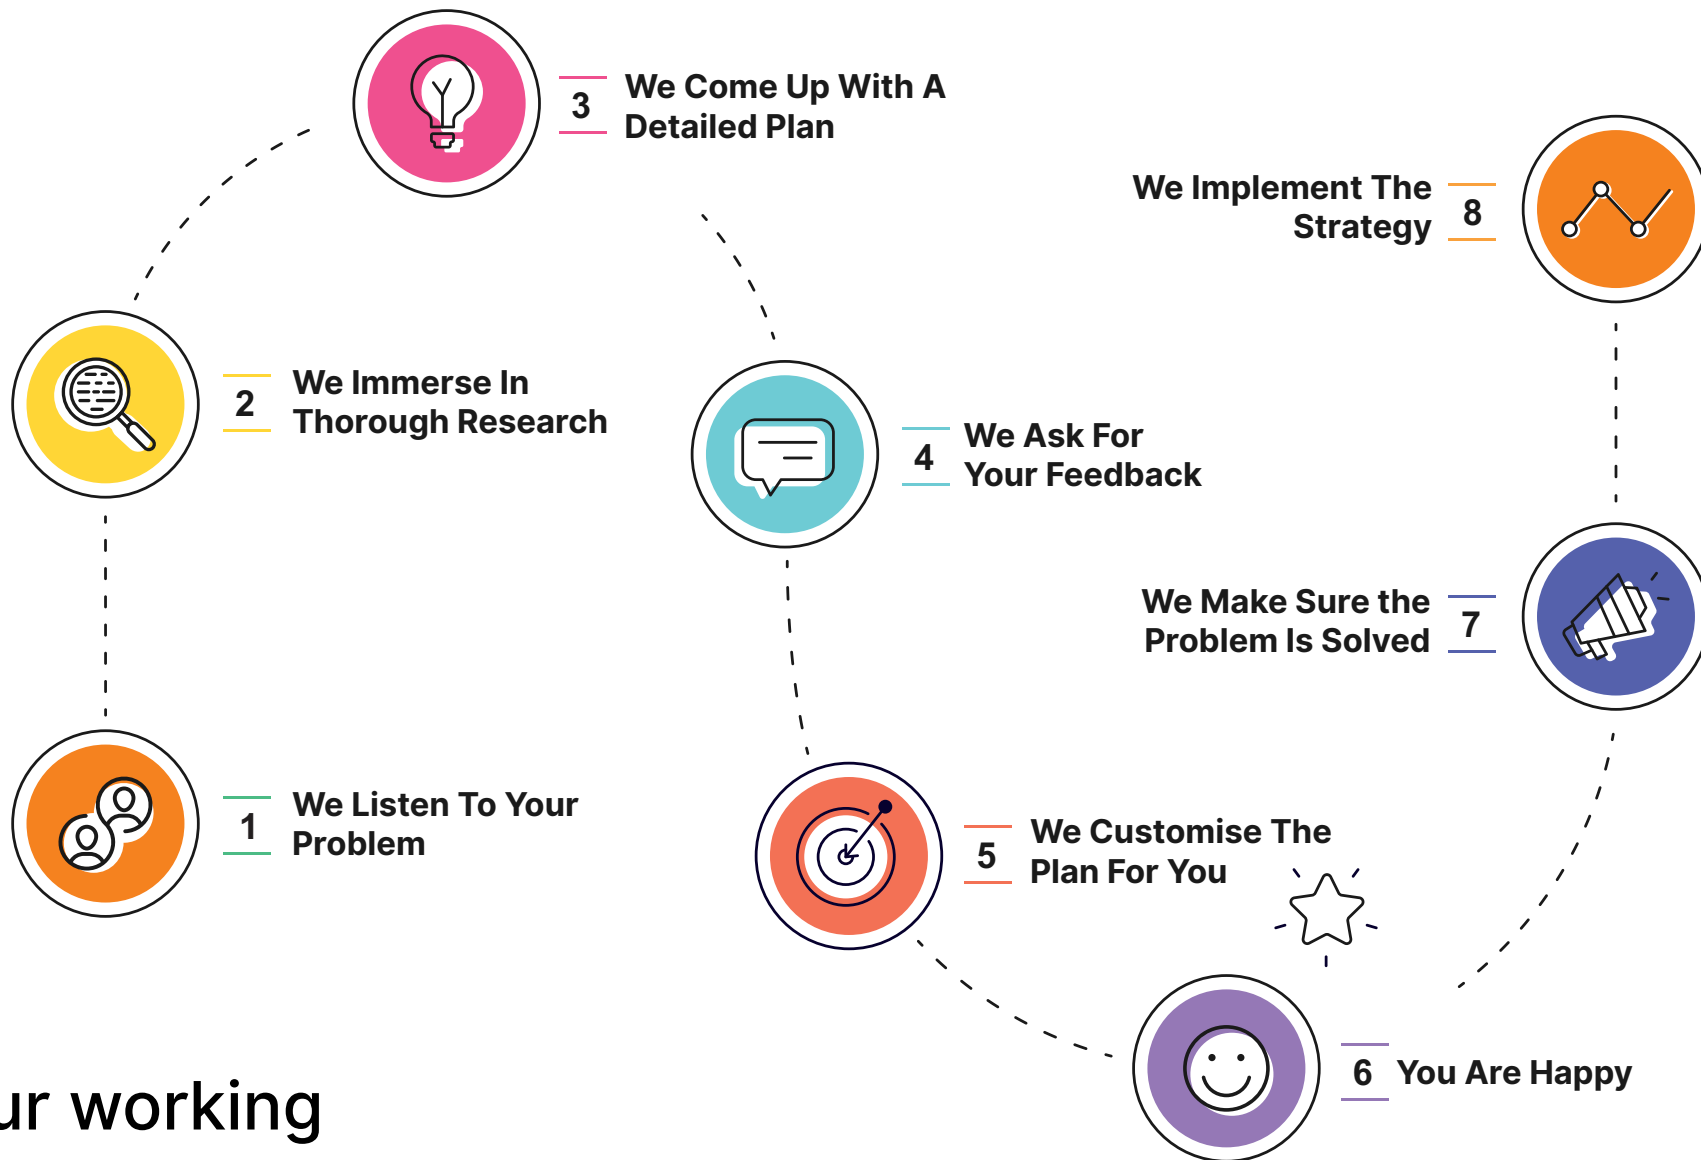 3
We Come Up With A
Detailed Plan
We Implement The
Strategy
8
2
We Immerse In
Thorough Research
4
We Ask For
Your Feedback
We Make Sure the
Problem Is Solved
7
1
We Listen To Your
Problem
5
We Customise The
Plan For You
6
You Are Happy
ur working